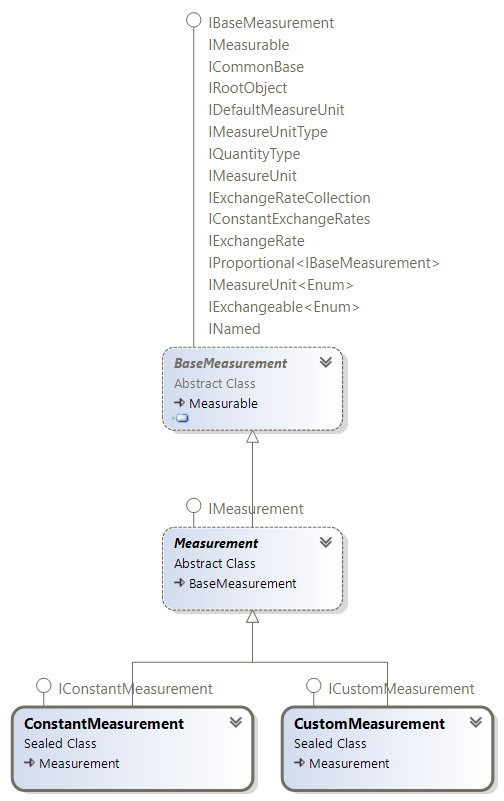 IBaseMeasurement
IMeasurable
ICommonBase
IRootObject
IDefaultMeasureUnit
IMeasureUnitType
IQuantityType
IMeasureUnit
IExchangeRateCollection
IConstantExchangeRates
IExchangeRate
IProportional<IBaseMeasurement>
IMeasureUnit<Enum>
IExchangeable<Enum>
INamed
BaseMeasurement
Abstract Class
Measurable
IMeasurement
Measurement
Abstract Class
BaseMeasurement
IConstantMeasurement
ConstantMeasurement
Sealed Class
Measurement
ICustomMeasurement
CustomMeasurement
Sealed Class
Measurement